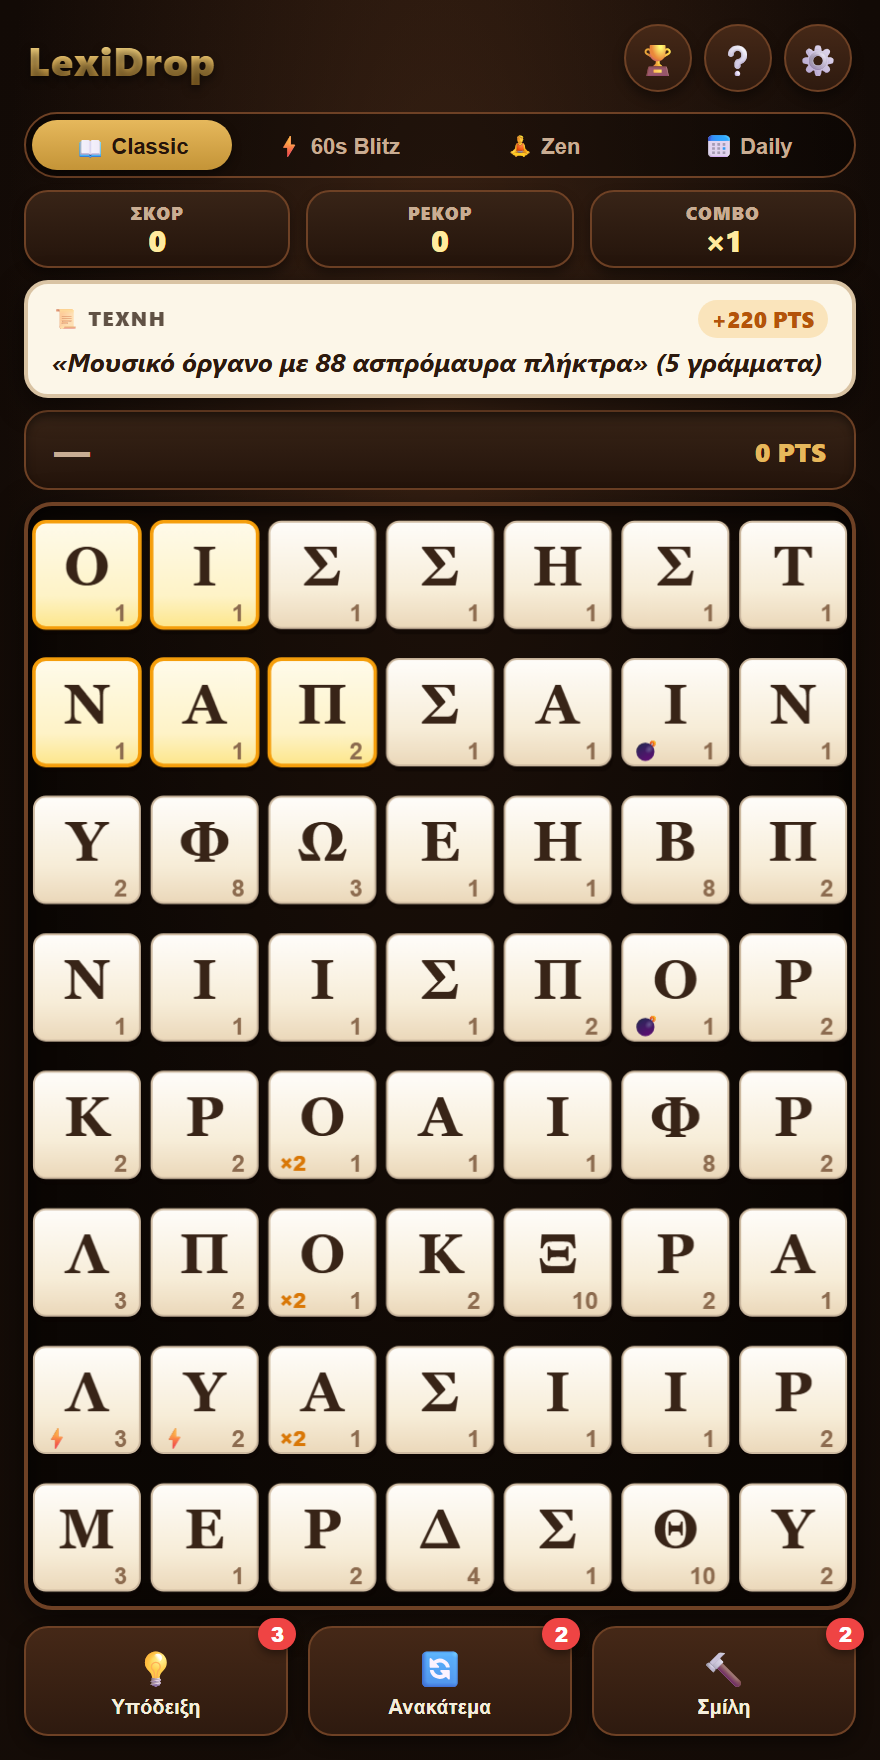 LexiDrop
Classic 60s Blitz Zen Daily
ΣΚΟΡ ΡΕΚΟΡ COMBO
0 0 ×1
ΤΕΧΝΗ +220 PTS
«Μουσικό όργανο με 88 ασπρόμαυρα πλήκτρα» (5 γράμματα)
— 0 PTS
Ο 1 Ι 1 Σ 1 Σ 1 Η 1 Σ 1 Τ 1
Ν 1 Α 1 Π 2 Σ 1 Α 1 Ι 1 Ν 1
Υ 2 Φ 8 Ω 3 Ε 1 Η 1 Β 8 Π 2
Ν 1 Ι 1 Ι 1 Σ 1 Π 2 Ο 1 Ρ 2
Κ 2 Ρ 2 Ο ×2 1 Α 1 Ι 1 Φ 8 Ρ 2
Λ 3 Π 2 Ο ×2 1 Κ 2 Ξ 10 Ρ 2 Α 1
Λ 3 Υ 2 Α ×2 1 Σ 1 Ι 1 Ι 1 Ρ 2
Μ 3 Ε 1 Ρ 2 Δ 4 Σ 1 Θ 10 Υ 2
3 2 2
Υπόδειξη Ανακάτεμα Σμίλη